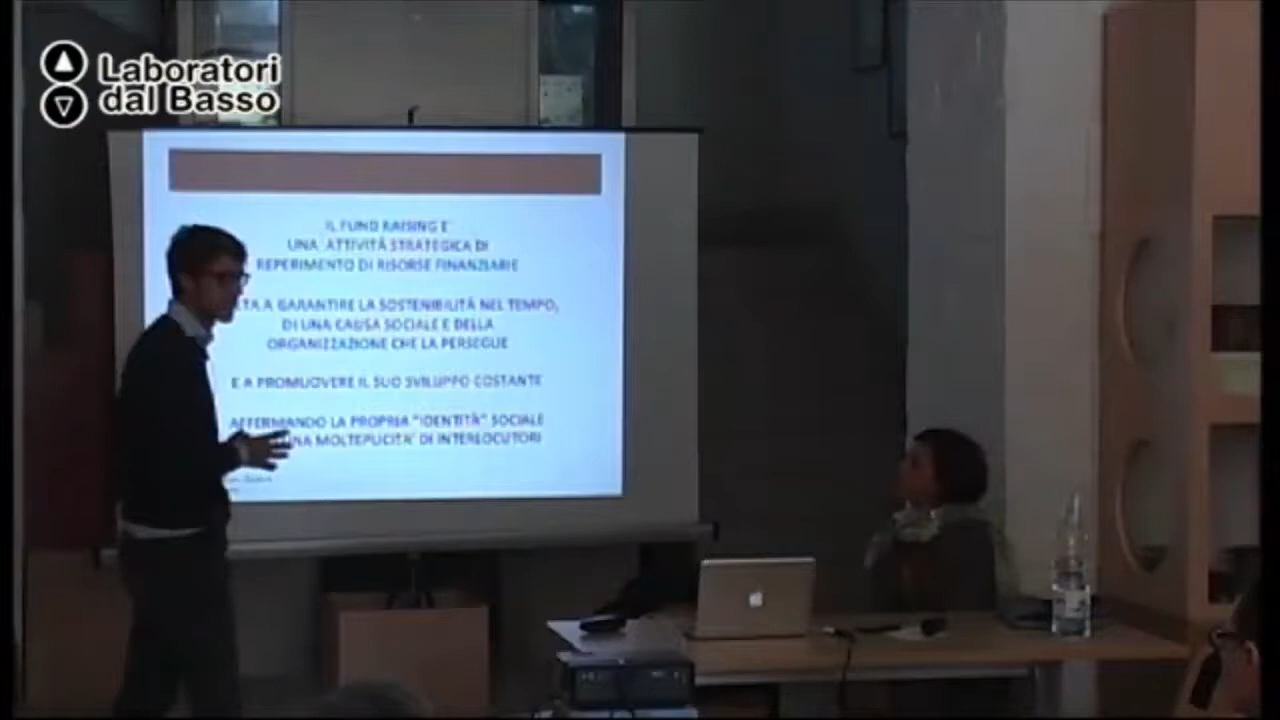 Laboratori
dal Basso
IL FUND RAISING E'
UNA ATTIVITÀ STRATEGICA DI
REPERIMENTO DI RISORSE FINANZIARIE
A GARANTIRE LA SOSTENIBILITÀ NEL TEMPO,
DI UNA CAUSA SOCIALE E DELLA
ORGANIZZAZIONE CHE LA PERSEGUE
E A PROMUOVERE IL SUO SVILUPPO COSTANTE
AFFERMANDO LA PROPRIA "IDENTITÀ" SOCIALE
MOLTEPLICITA' DI INTERLOCUTORI